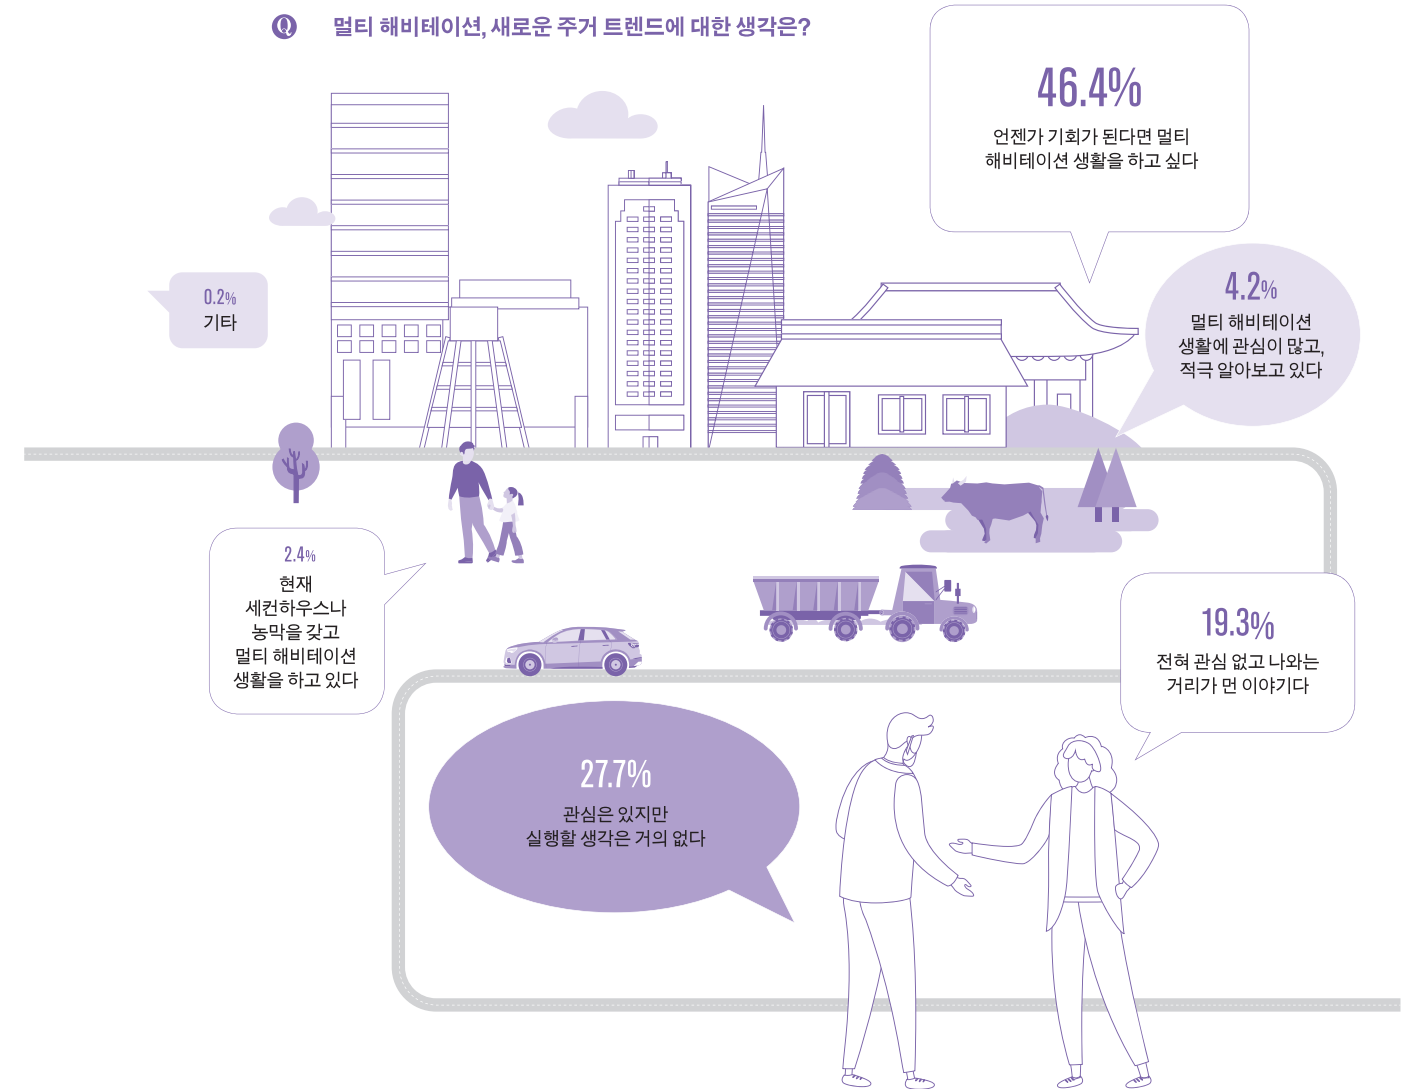 Q 멀티 해비테이션, 새로운 주거 트렌드에 대한 생각은?
46.4%
언젠가 기회가 된다면 멀티
해비테이션 생활을 하고 싶다
4.2%
멀티 해비테이션
생활에 관심이 많고,
적극 알아보고 있다
0.2%
기타
2.4%
현재
세컨하우스나
농막을 갖고
멀티 해비테이션
생활을 하고 있다
19.3%
전혀 관심 없고 나와는
거리가 먼 이야기다
27.7%
관심은 있지만
실행할 생각은 거의 없다